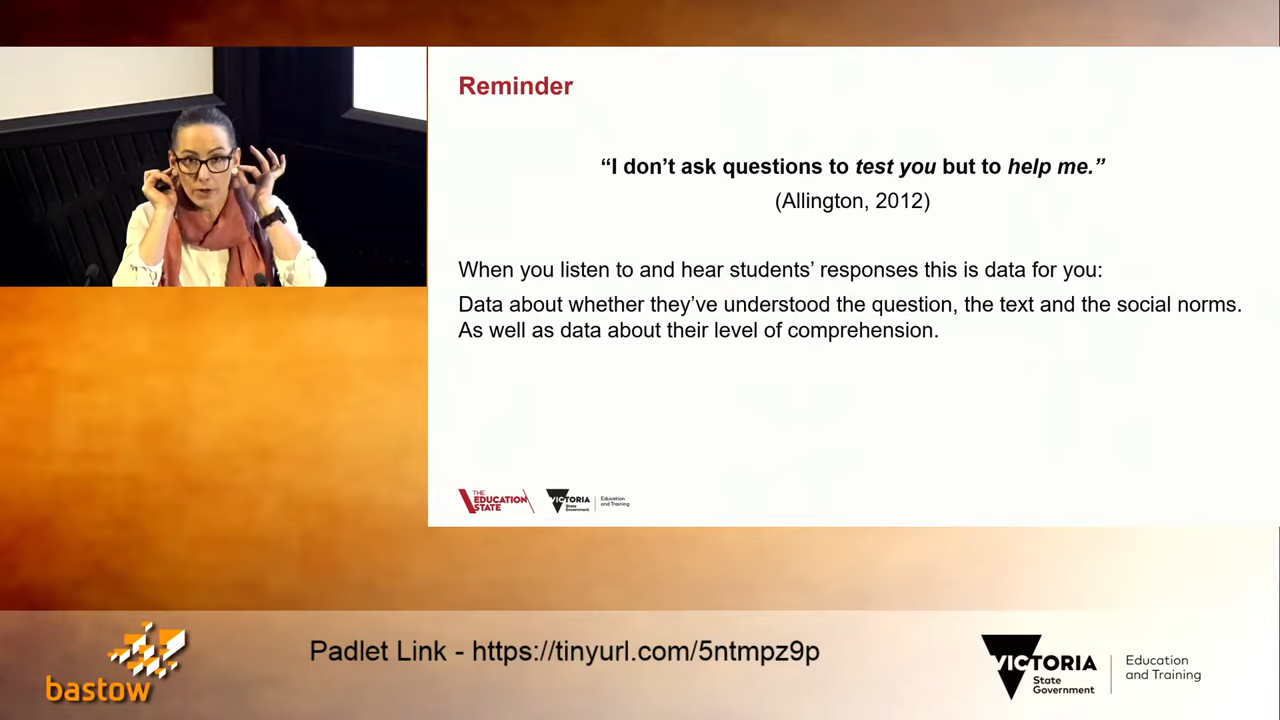 Reminder
“I don’t ask questions to test you but to help me.”
(Allington, 2012)
When you listen to and hear students’ responses this is data for you:
Data about whether they’ve understood the question, the text and the social norms.
As well as data about their level of comprehension.
THE
EDUCATION
STATE
VICTORIA
State
Government
Education
and Training
bastow
Padlet Link - https://tinyurl.com/5ntmpz9p
VICTORIA
State
Government
Education
and Training